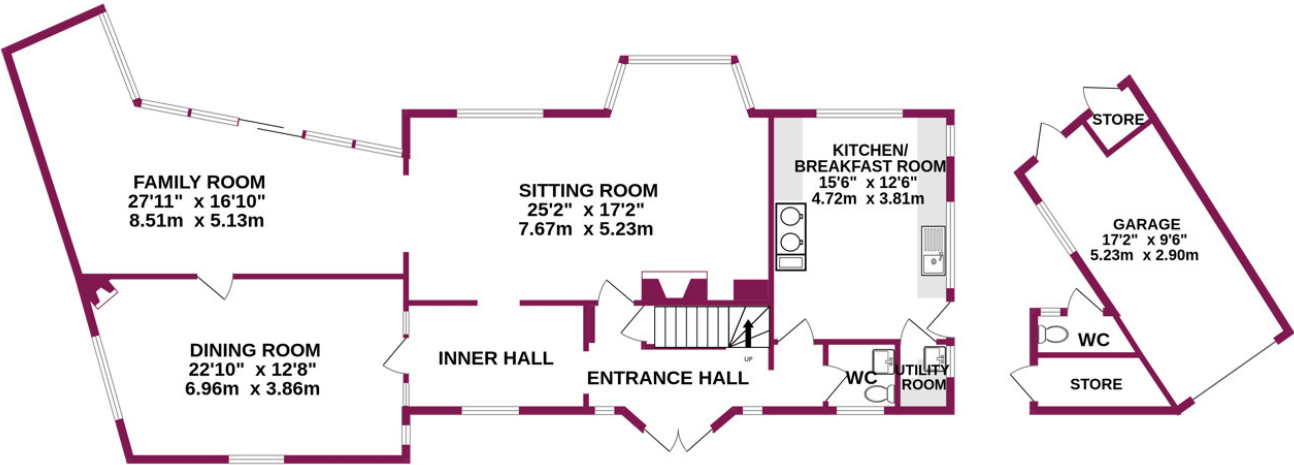 FAMILY ROOM
27'11" x 16'10"
8.51m x 5.13m
SITTING ROOM
25'2" x 17'2"
7.67m x 5.23m
KITCHEN/
BREAKFAST ROOM
15'6" x 12'6"
4.72m x 3.81m
DINING ROOM
22'10" x 12'8"
6.96m x 3.86m
INNER HALL
ENTRANCE HALL
UP
WC
UTILITY
ROOM
STORE
GARAGE
17'2" x 9'6"
5.23m x 2.90m
WC
STORE